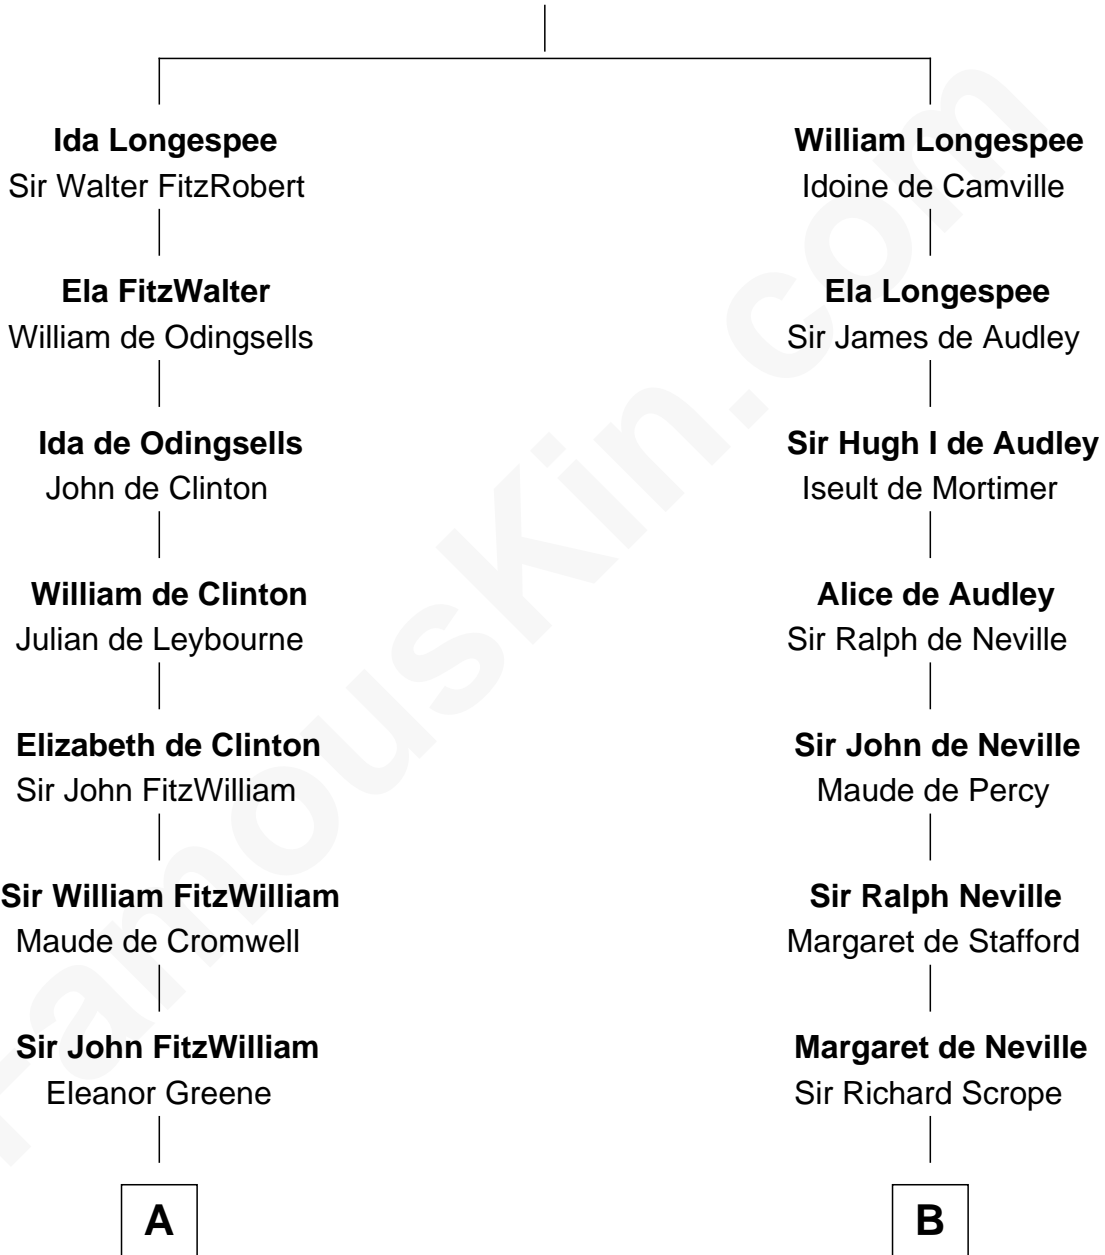 Ida Longespee
Sir Walter FitzRobert
Ela FitzWalter
William de Odingsells
Ida de Odingsells
John de Clinton
William de Clinton
Julian de Leybourne
Elizabeth de Clinton
Sir John FitzWilliam
Sir William FitzWilliam
Maude de Cromwell
Sir John FitzWilliam
Eleanor Greene
A
William Longespee
Idoine de Camville
Ela Longespee
Sir James de Audley
Sir Hugh I de Audley
Iseult de Mortimer
Alice de Audley
Sir Ralph de Neville
Sir John de Neville
Maude de Percy
Sir Ralph Neville
Margaret de Stafford
Margaret de Neville
Sir Richard Scrope
B
FamousKin.com